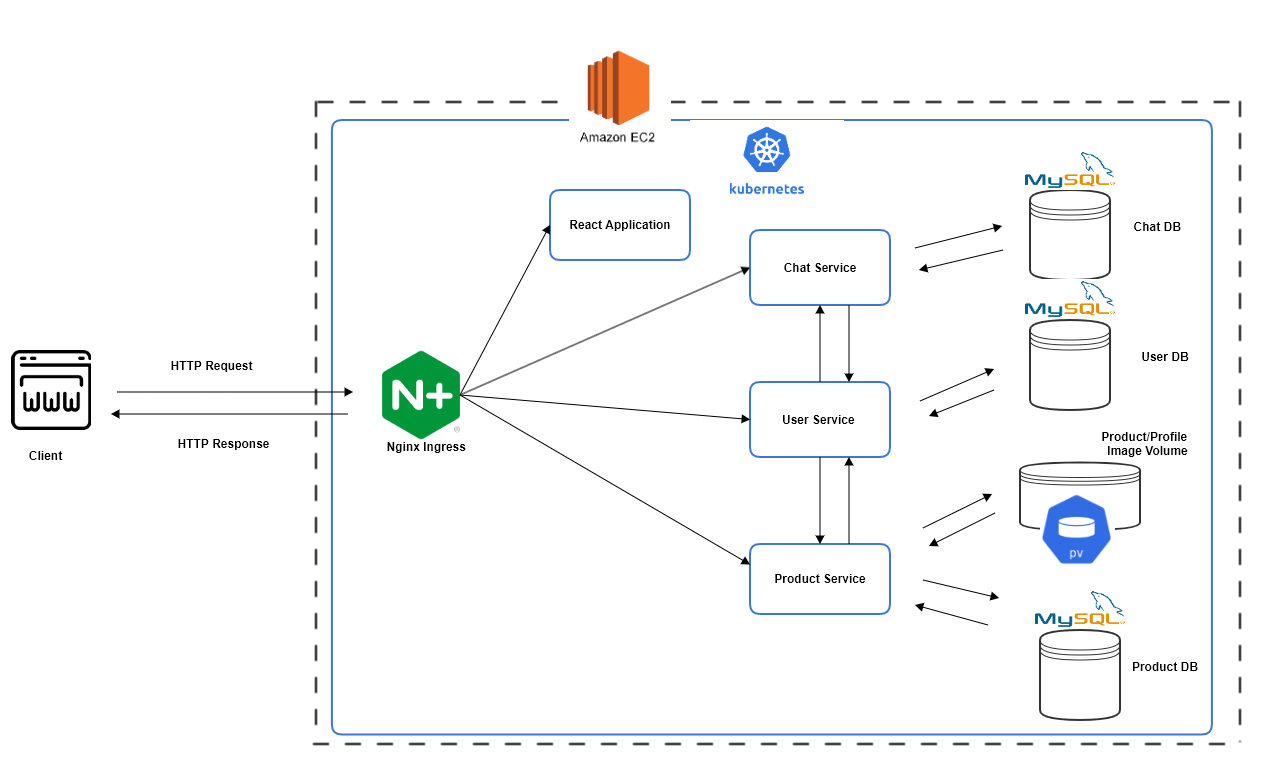 Amazon EC2
kubernetes
MySQL
React Application
Chat DB
Chat Service
MySQL
HTTP Request
User DB
www
N+
®
HTTP Response
Nginx Ingress
User Service
Client
Product/Profile
Image Volume
pv
Product Service
MySQL
Product DB